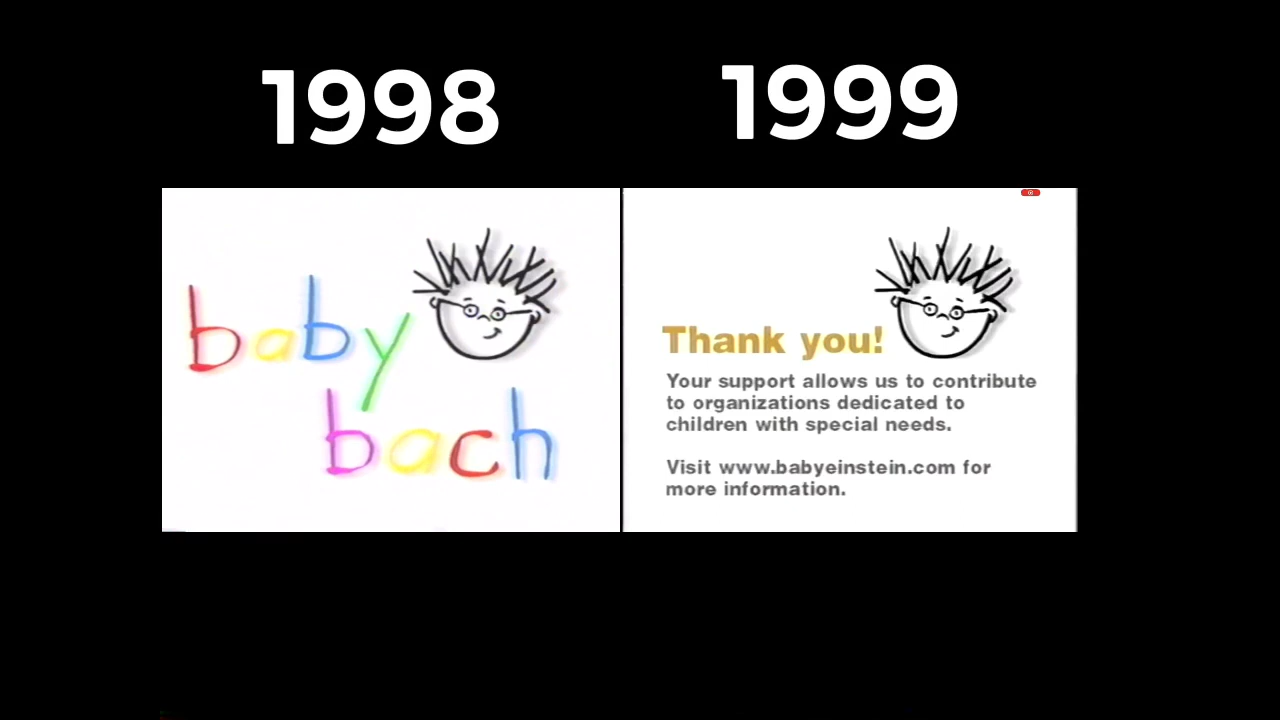 1998
1999
baby
bach
Thank you!
Your support allows us to contribute
to organizations dedicated to
children with special needs.
Visit www.babyeinstein.com for
more information.